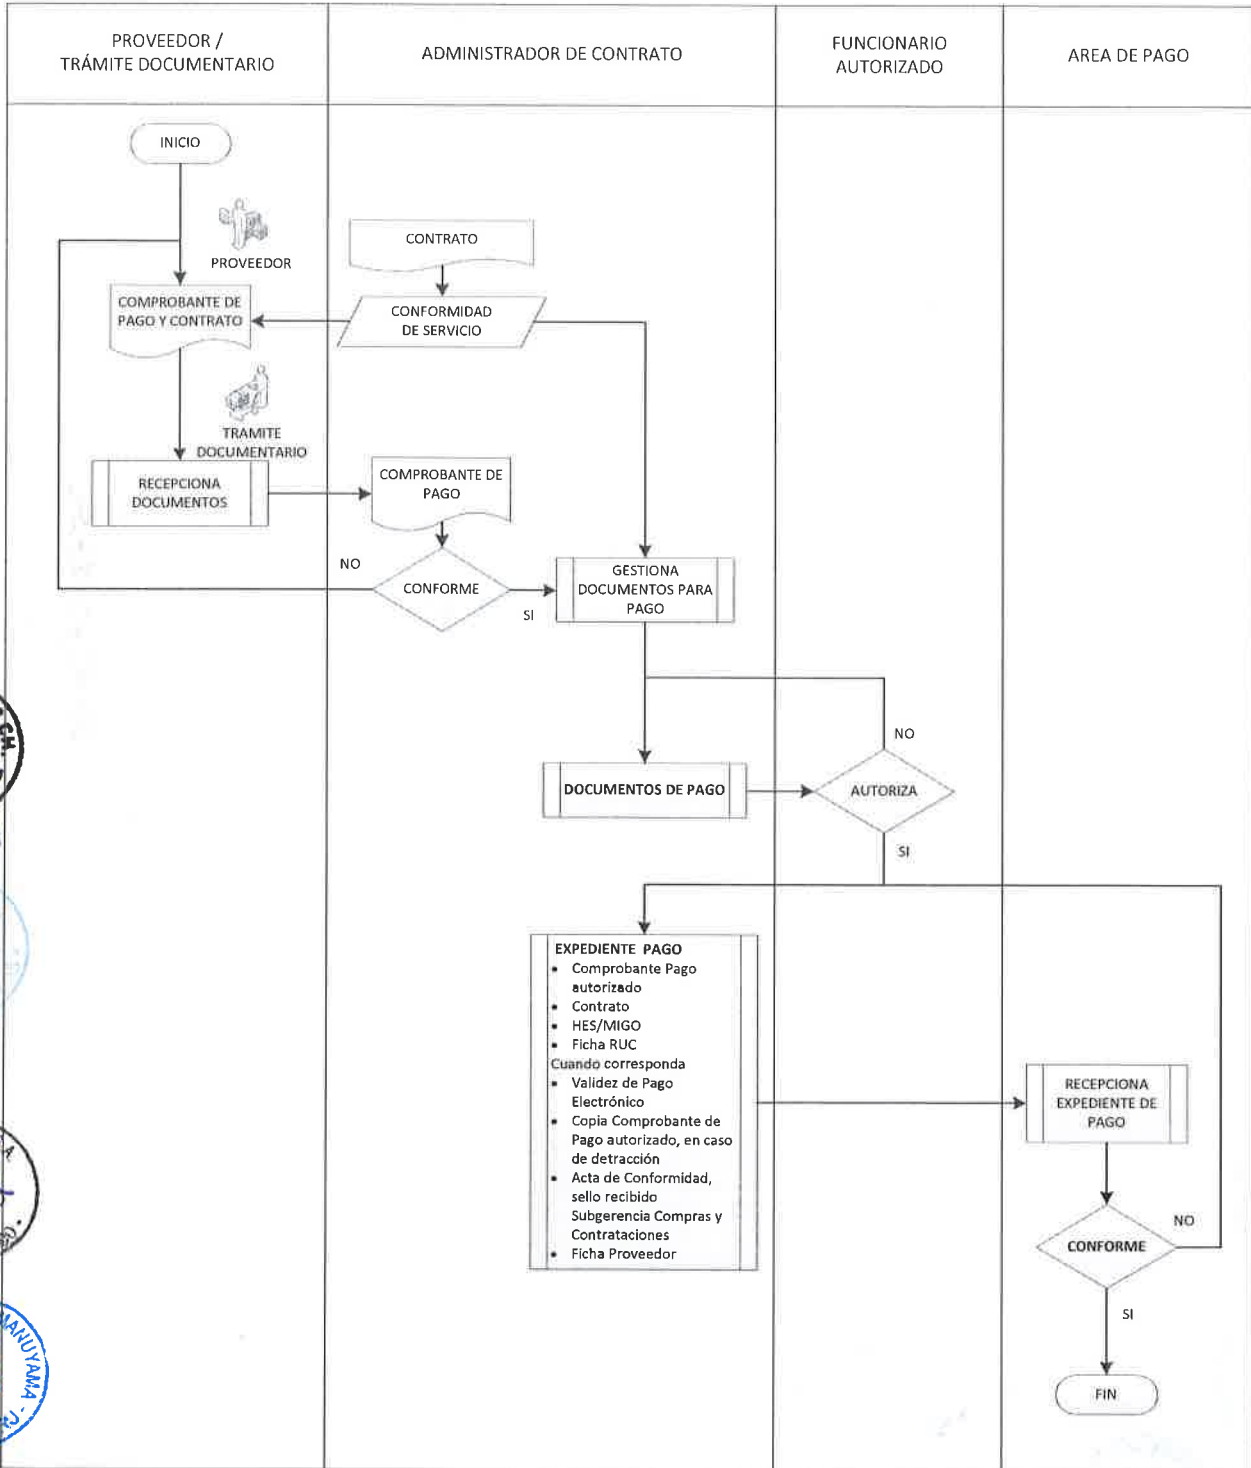 PROVEEDOR /
TRÁMITE DOCUMENTARIO
ADMINISTRADOR DE CONTRATO
FUNCIONARIO
AUTORIZADO
AREA DE PAGO
INICIO
PROVEEDOR
CONTRATO
COMPROBANTE DE
PAGO Y CONTRATO
CONFORMIDAD
DE SERVICIO
TRAMITE
DOCUMENTARIO
RECEPCIONA
DOCUMENTOS
COMPROBANTE DE
PAGO
NO
CONFORME
SI
GESTIONA
DOCUMENTOS PARA
PAGO
NO
DOCUMENTOS DE PAGO
AUTORIZA
SI
EXPEDIENTE PAGO
• Comprobante Pago
autorizado
• Contrato
• HES/MIGO
• Ficha RUC
Cuando corresponda
• Validez de Pago
Electrónico
• Copia Comprobante de
Pago autorizado, en caso
de detracción
• Acta de Conformidad,
sello recibido
Subgerencia Compras y
Contrataciones
• Ficha Proveedor
RECEPCIONA
EXPEDIENTE DE
PAGO
NO
CONFORME
SI
FIN
MANUYAMA